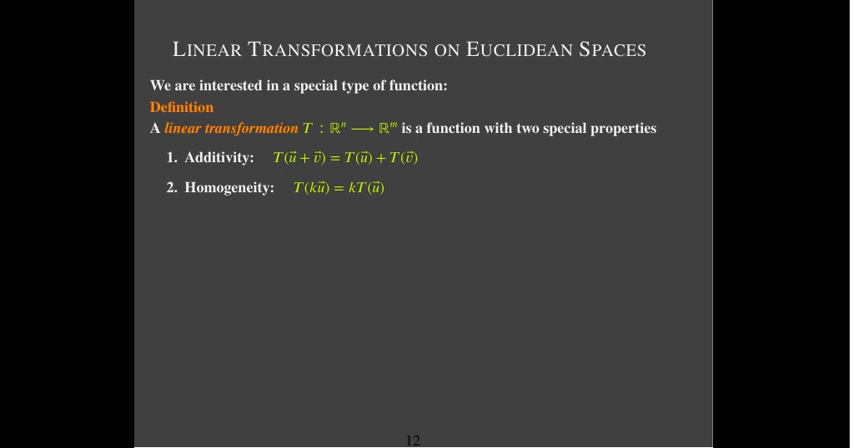 LINEAR TRANSFORMATIONS ON EUCLIDEAN SPACES
We are interested in a special type of function:
Definition
A linear transformation T : ℝⁿ ⟶ ℝᵐ is a function with two special properties
1. Additivity: T(u⃗ + v⃗) = T(u⃗) + T(v⃗)
2. Homogeneity: T(ku⃗) = kT(u⃗)
12